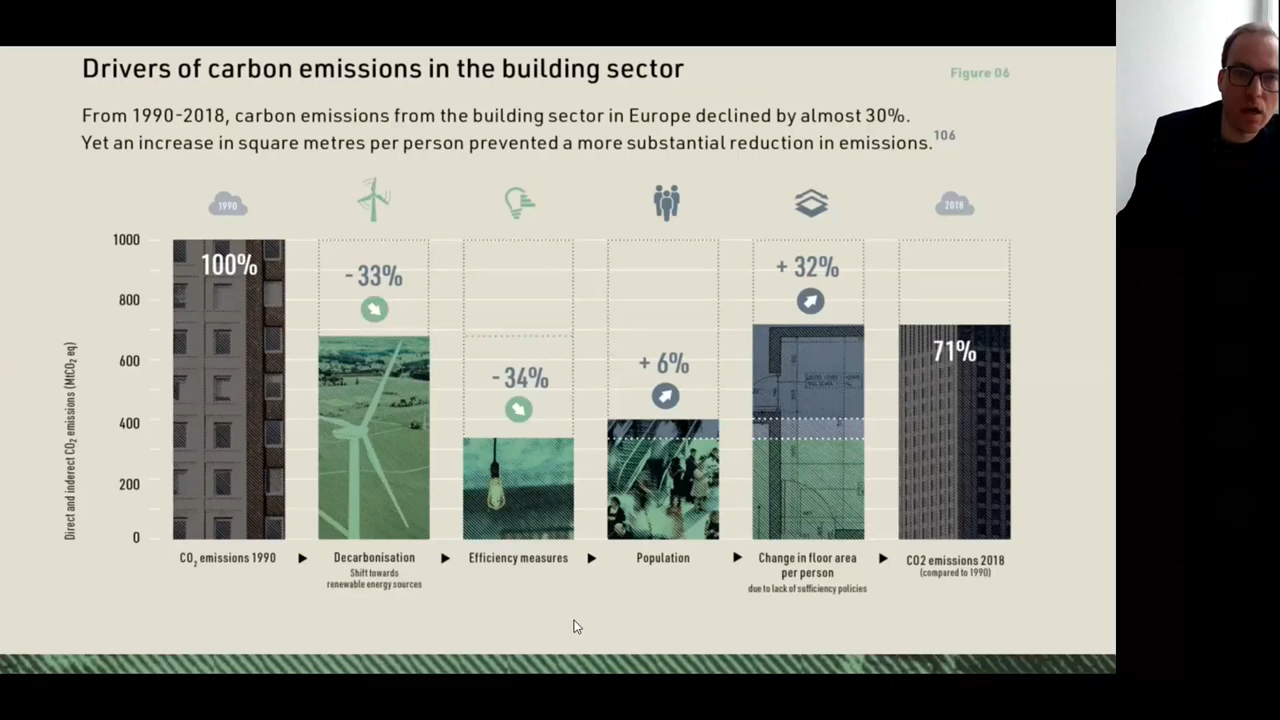 Drivers of carbon emissions in the building sector
Figure 06
From 1990-2018, carbon emissions from the building sector in Europe declined by almost 30%.
Yet an increase in square metres per person prevented a more substantial reduction in emissions.106
1990
2018
1000
800
600
400
200
0
Direct and inderect CO2 emissions (MtCO2 eq)
100%
- 33%
- 34%
+ 6%
+ 32%
71%
CO2 emissions 1990
Decarbonisation
Shift towards
renewable energy sources
Efficiency measures
Population
Change in floor area
per person
due to lack of sufficiency policies
CO2 emissions 2018
(compared to 1990)